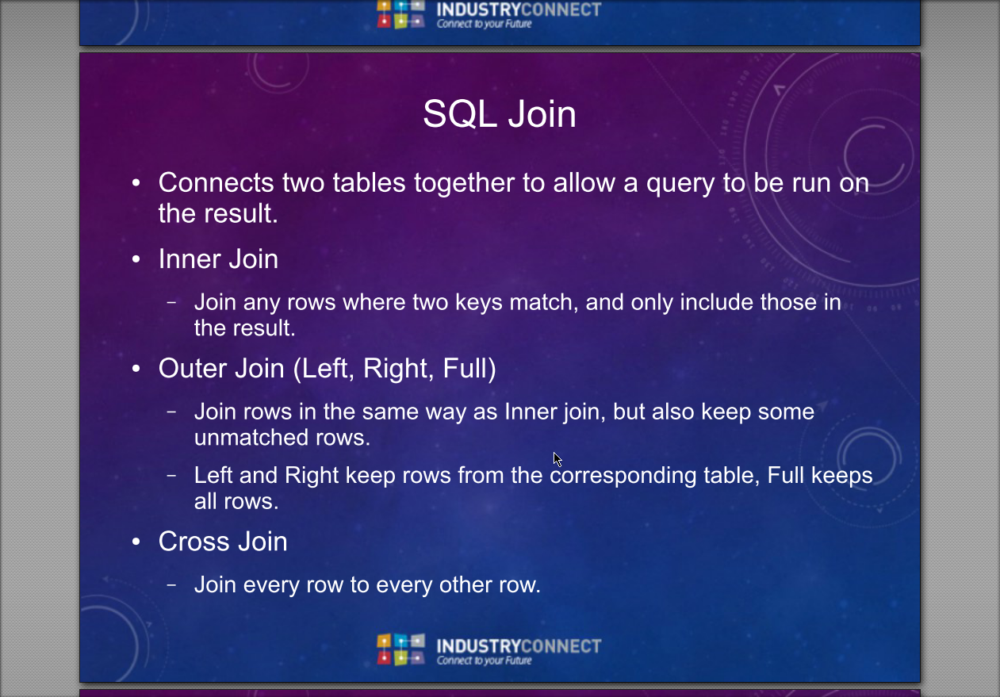 INDUSTRYCONNECT
Connect to your Future
SQL Join
• Connects two tables together to allow a query to be run on
the result.
• Inner Join
– Join any rows where two keys match, and only include those in
the result.
• Outer Join (Left, Right, Full)
– Join rows in the same way as Inner join, but also keep some
unmatched rows.
– Left and Right keep rows from the corresponding table, Full keeps
all rows.
• Cross Join
– Join every row to every other row.
INDUSTRYCONNECT
Connect to your Future